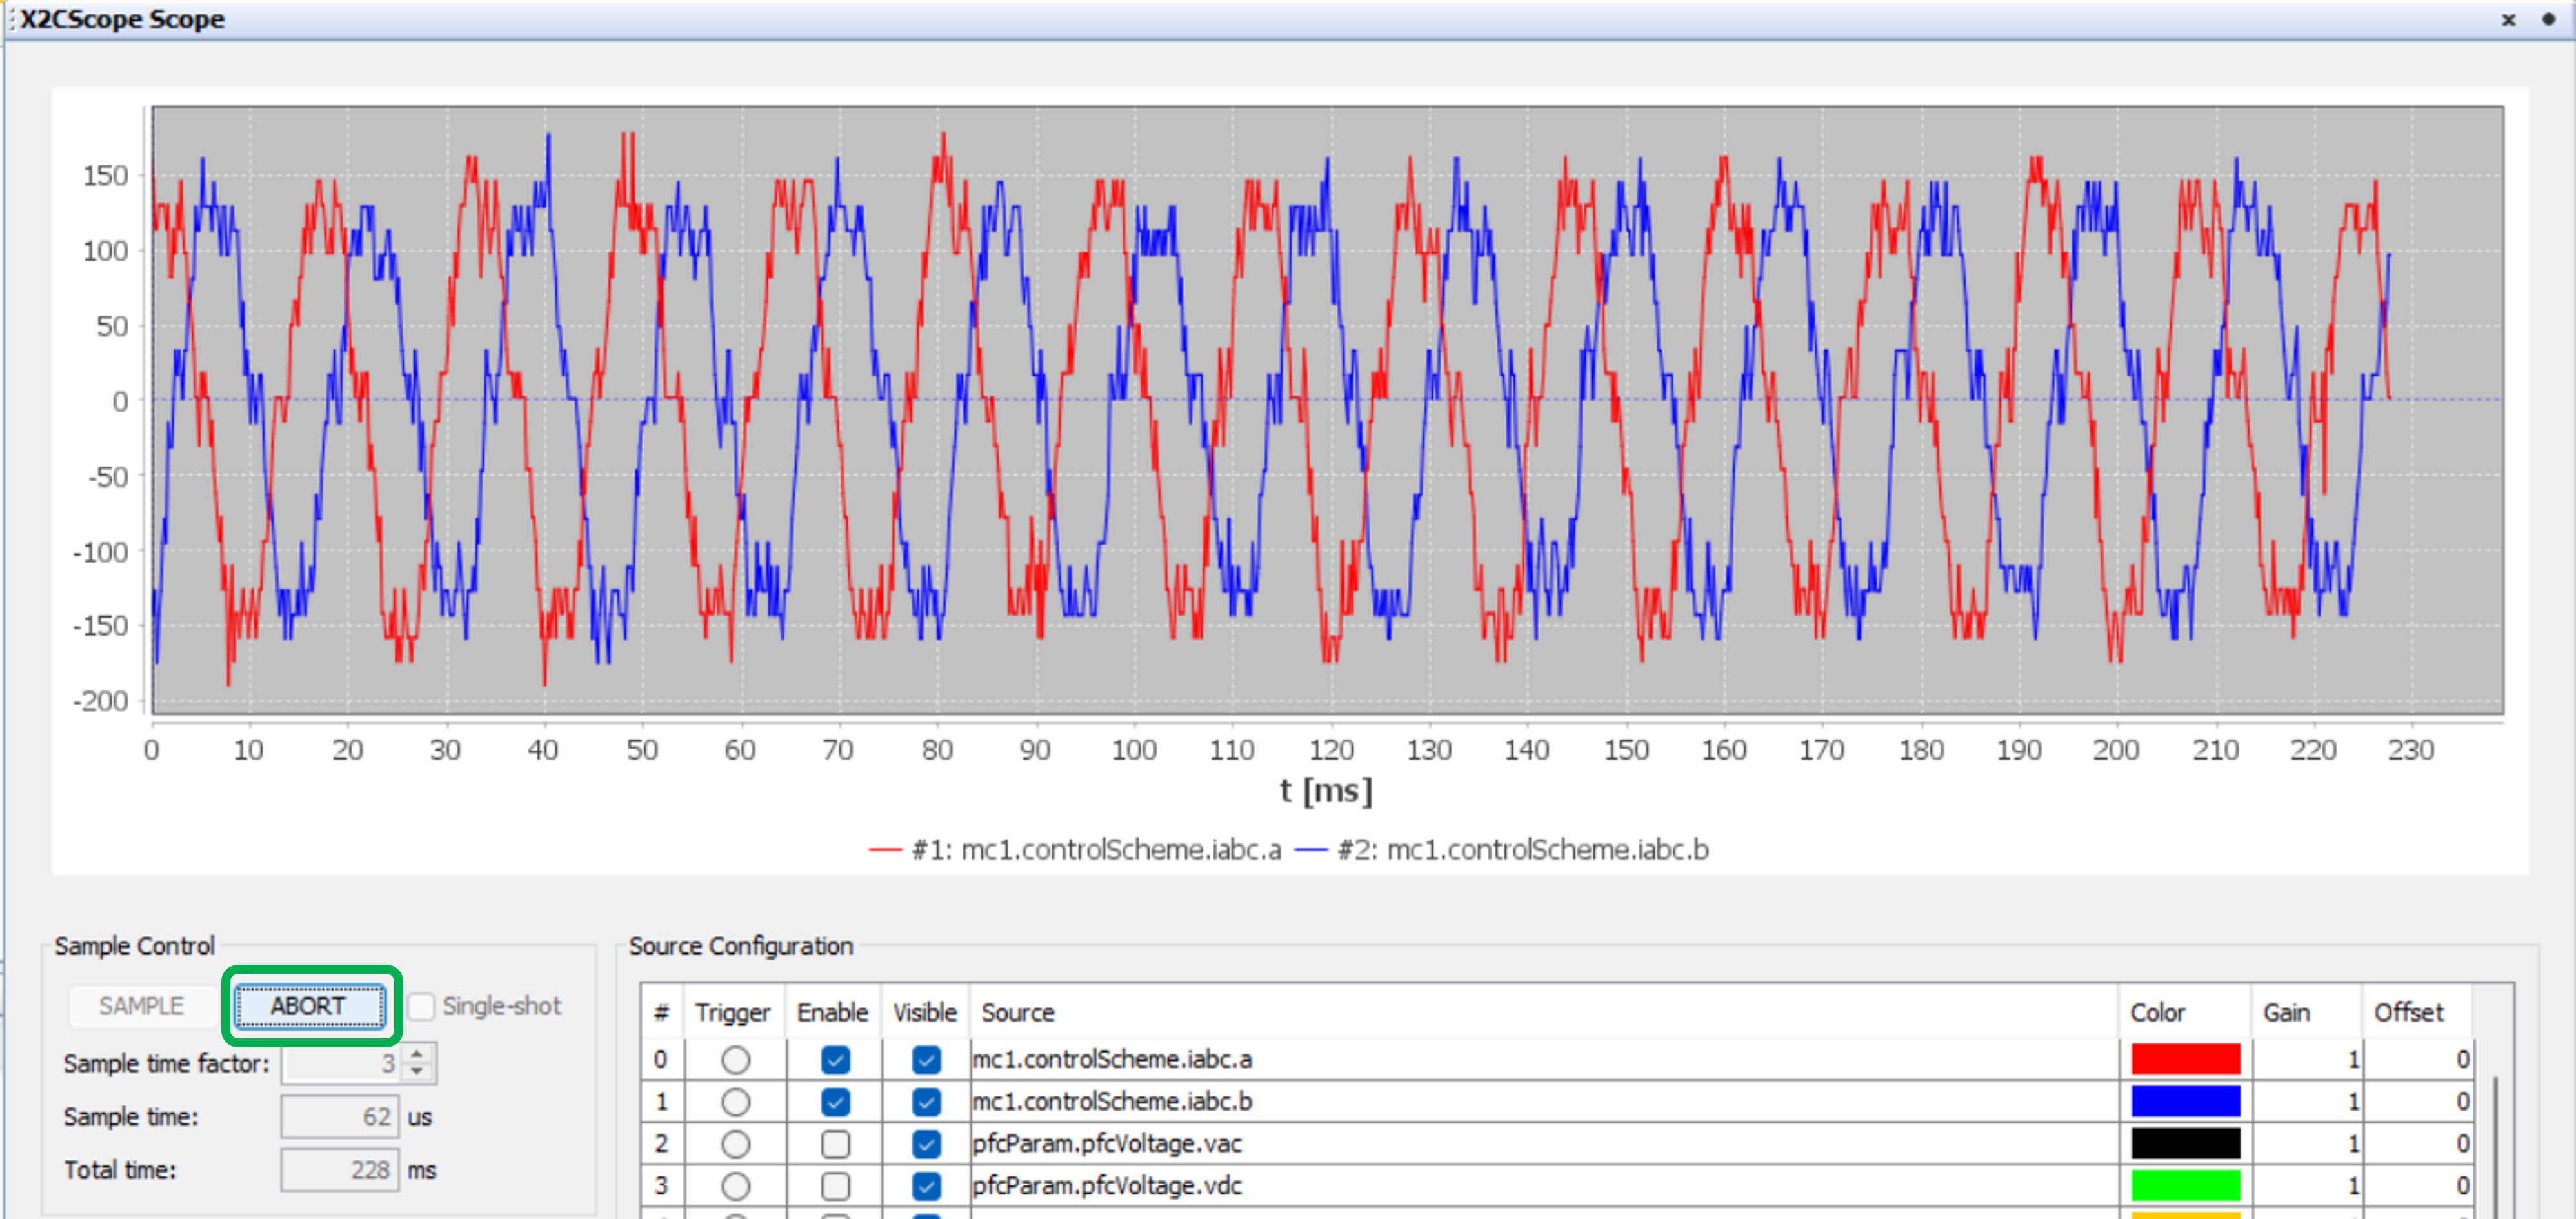 X2CScope Scope
150
100
50
0
-50
-100
-150
-200
0 10 20 30 40 50 60 70 80 90 100 110 120 130 140 150 160 170 180 190 200 210 220 230
t [ms]
#1: mc1.controlScheme.iabc.a #2: mc1.controlScheme.iabc.b
Sample Control
SAMPLE ABORT Single-shot
Sample time factor: 3
Sample time: 62 us
Total time: 228 ms
Source Configuration
# Trigger Enable Visible Source Color Gain Offset
0 mc1.controlScheme.iabc.a 1 0
1 mc1.controlScheme.iabc.b 1 0
2 pfcParam.pfcVoltage.vac 1 0
3 pfcParam.pfcVoltage.vdc 1 0